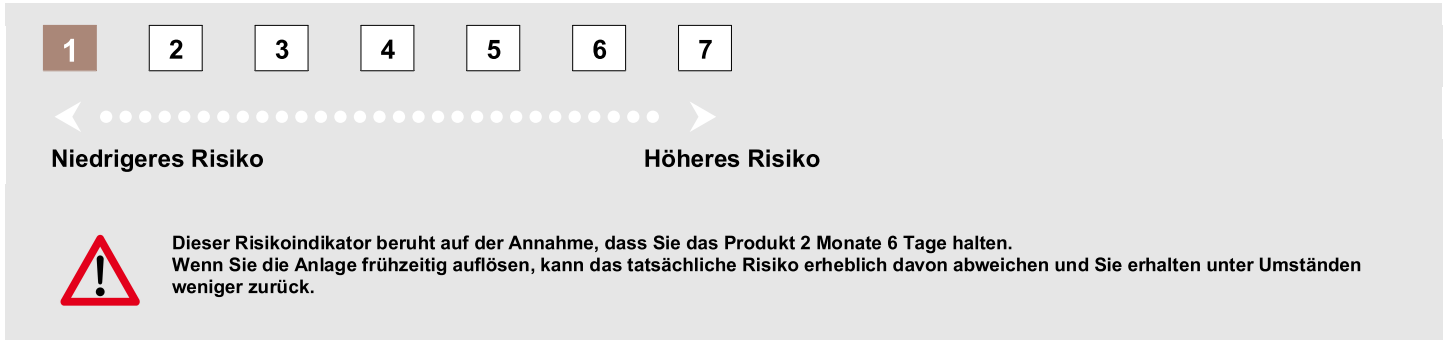 1 2 3 4 5 6 7
Niedrigeres Risiko Höheres Risiko
Dieser Risikoindikator beruht auf der Annahme, dass Sie das Produkt 2 Monate 6 Tage halten.
Wenn Sie die Anlage frühzeitig auflösen, kann das tatsächliche Risiko erheblich davon abweichen und Sie erhalten unter Umständen
weniger zurück.